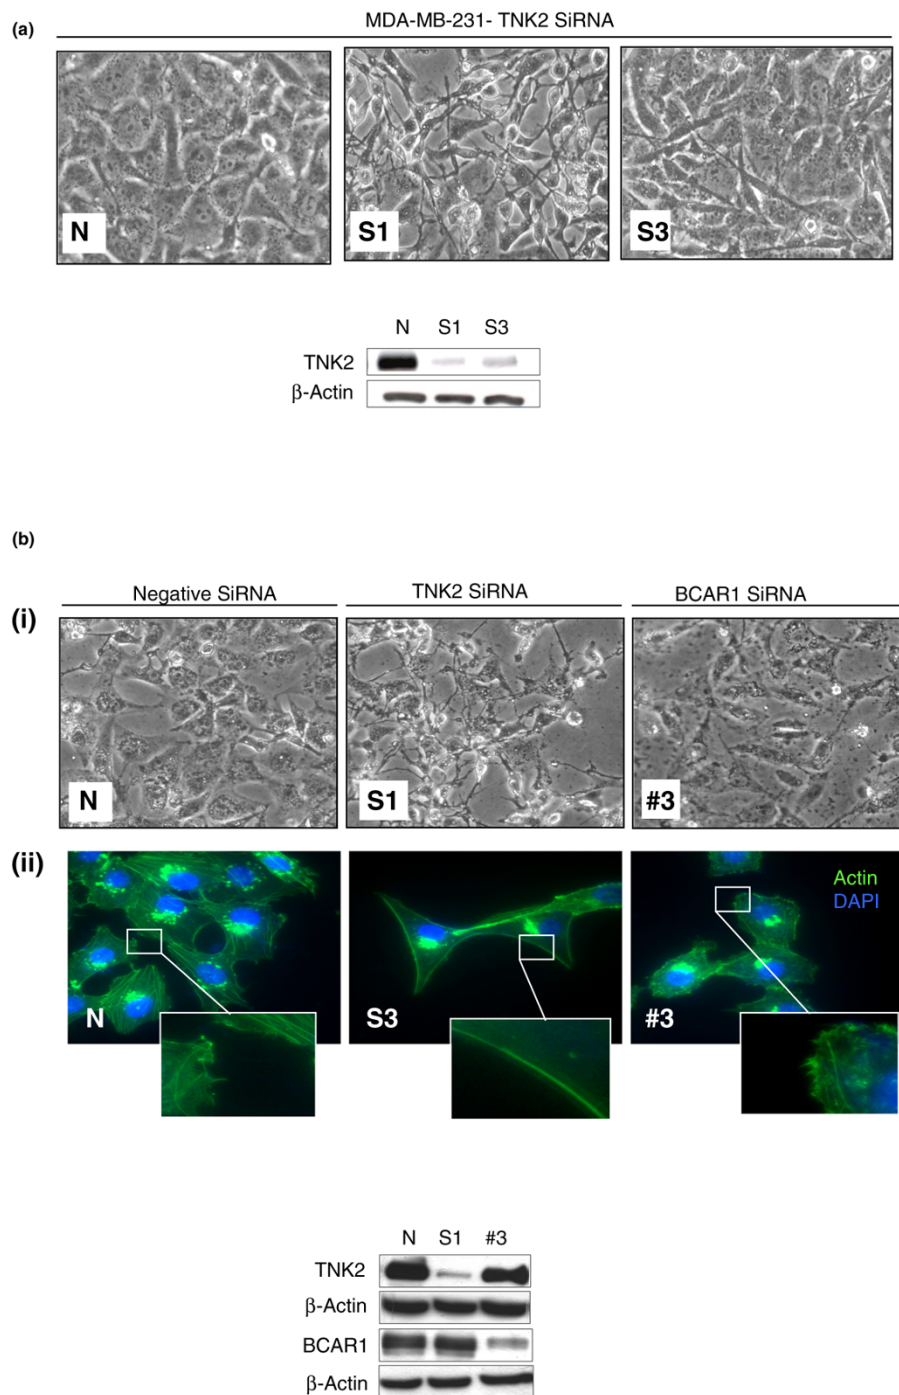 (a)
MDA-MB-231- TNK2 SiRNA
N
S1
S3
N S1 S3
TNK2
β-Actin
(b)
Negative SiRNA
TNK2 SiRNA
BCAR1 SiRNA
(i)
N
S1
#3
(ii)
Actin
DAPI
N
S3
#3
N S1 #3
TNK2
β-Actin
BCAR1
β-Actin